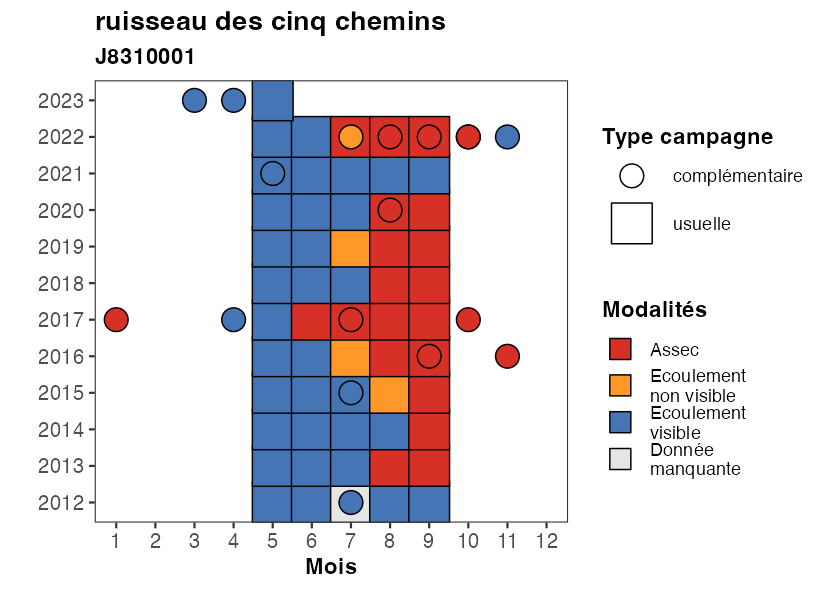 ruisseau des cinq chemins
J8310001
2023
2022
2021
2020
2019
2018
2017
2016
2015
2014
2013
2012
1 2 3 4 5 6 7 8 9 10 11 12
Mois
Type campagne
complémentaire
usuelle
Modalités
Assec
Ecoulement
non visible
Ecoulement
visible
Donnée
manquante